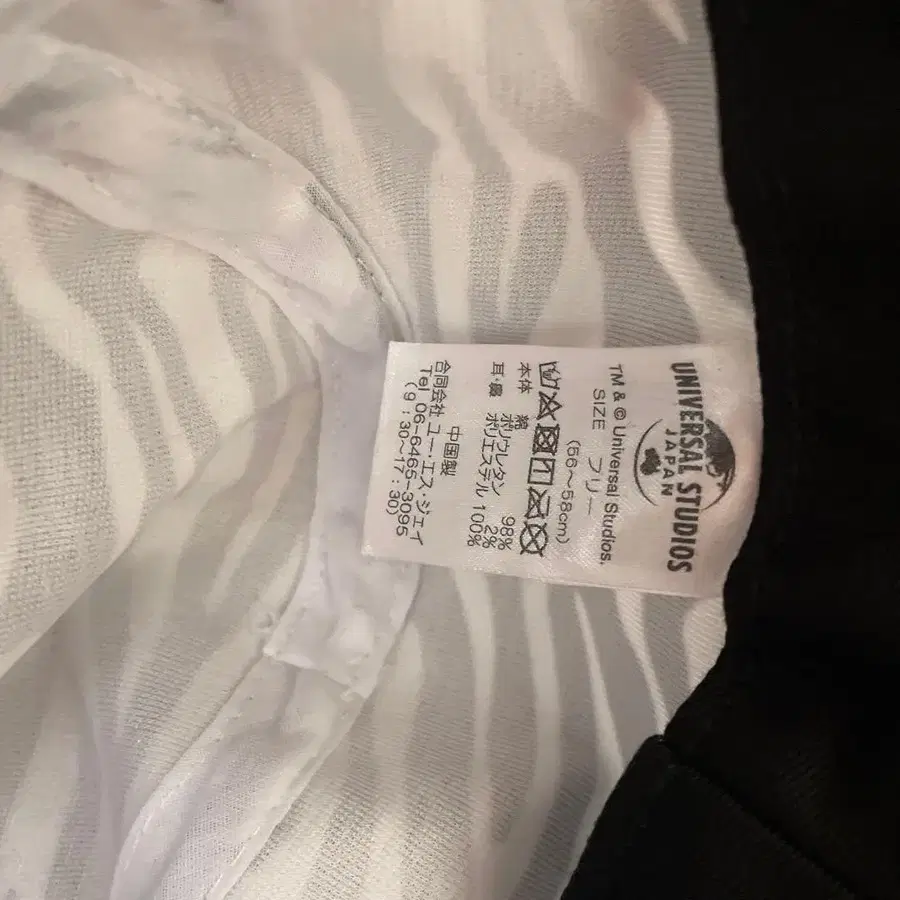 UNIVERSAL STUDIOS
JAPAN
TM & © Universal Studios.
SIZE フリー
(56〜58cm)
本体 綿 98%
ポリウレタン 2%
耳・襞 ポリエステル 100%
中国製
合同会社 ユー・エス・ジェイ
Tel 06-6465-3095
(9:30〜17:30)